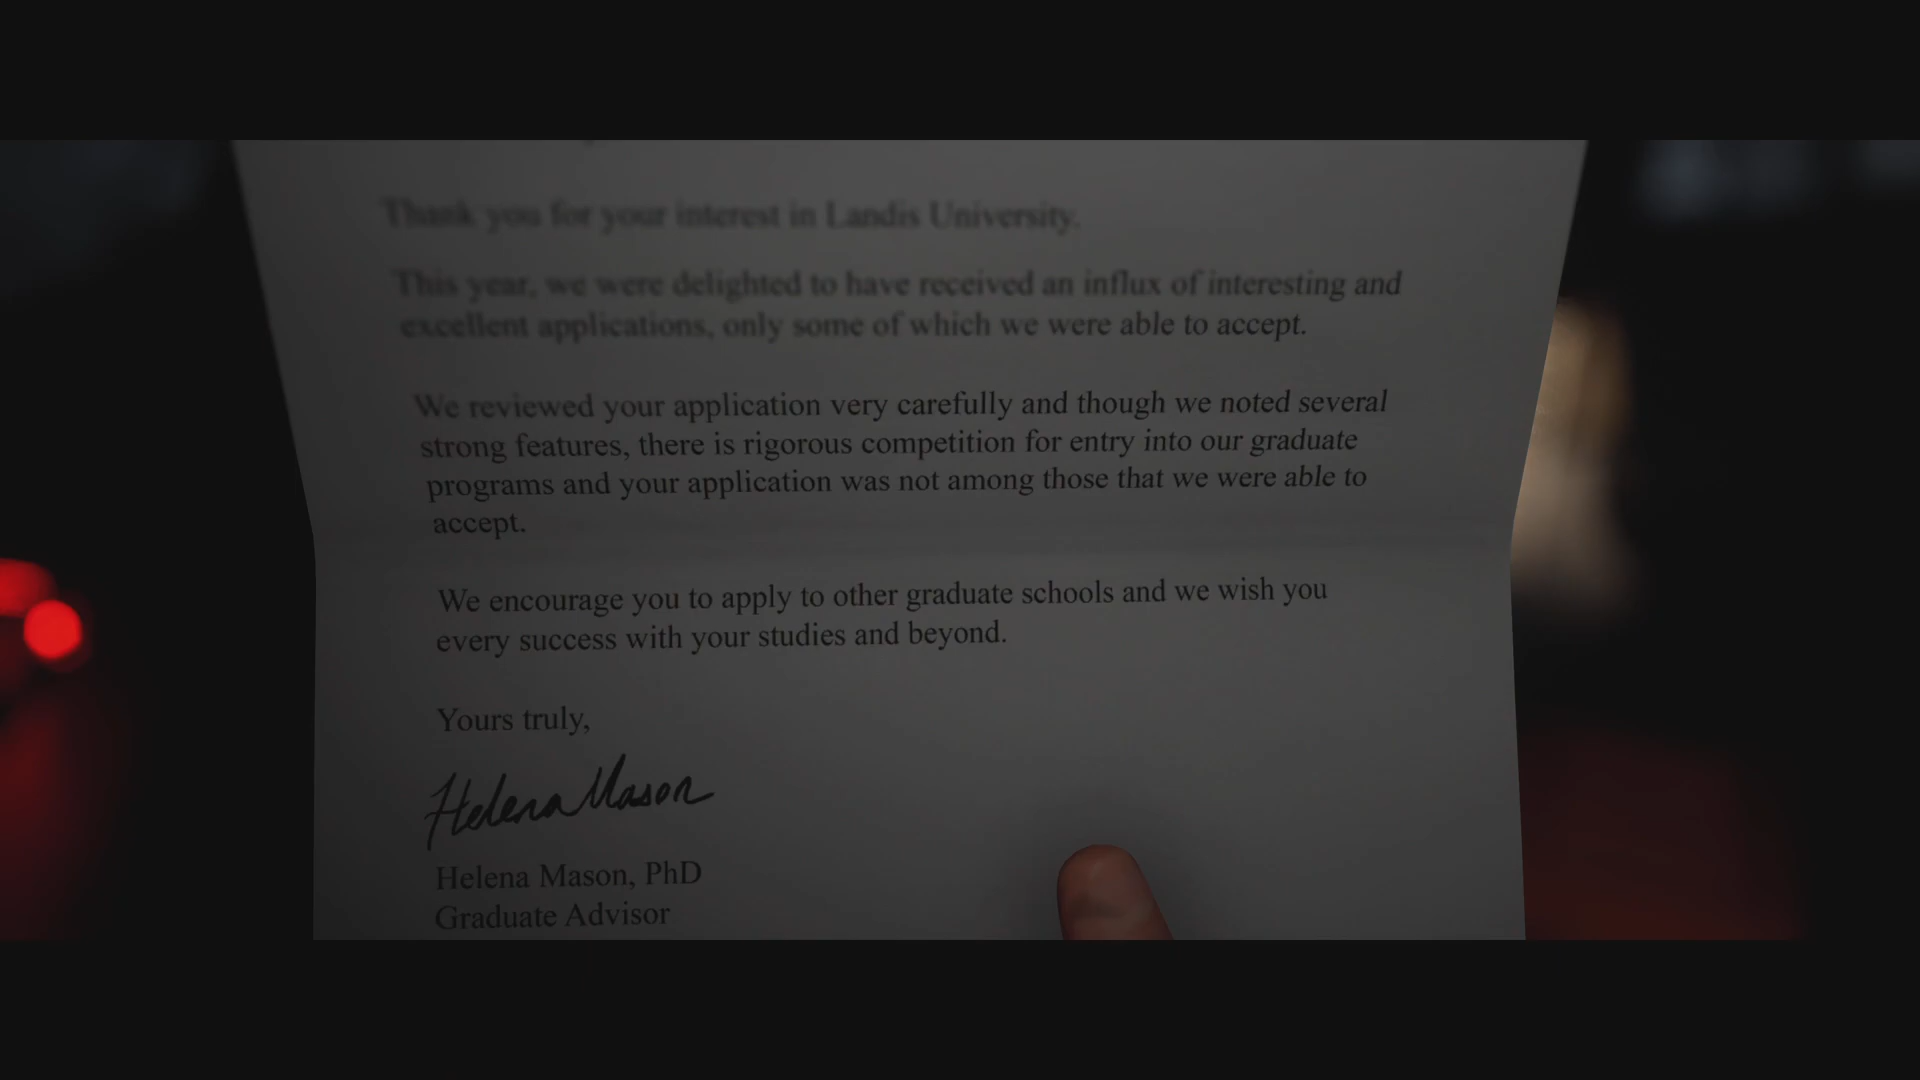 Thank you for your interest in Landis University.
This year, we were delighted to have received an influx of interesting and
excellent applications, only some of which we were able to accept.
We reviewed your application very carefully and though we noted several
strong features, there is rigorous competition for entry into our graduate
programs and your application was not among those that we were able to
accept.
We encourage you to apply to other graduate schools and we wish you
every success with your studies and beyond.
Yours truly,
Helena Mason
Helena Mason, PhD
Graduate Advisor